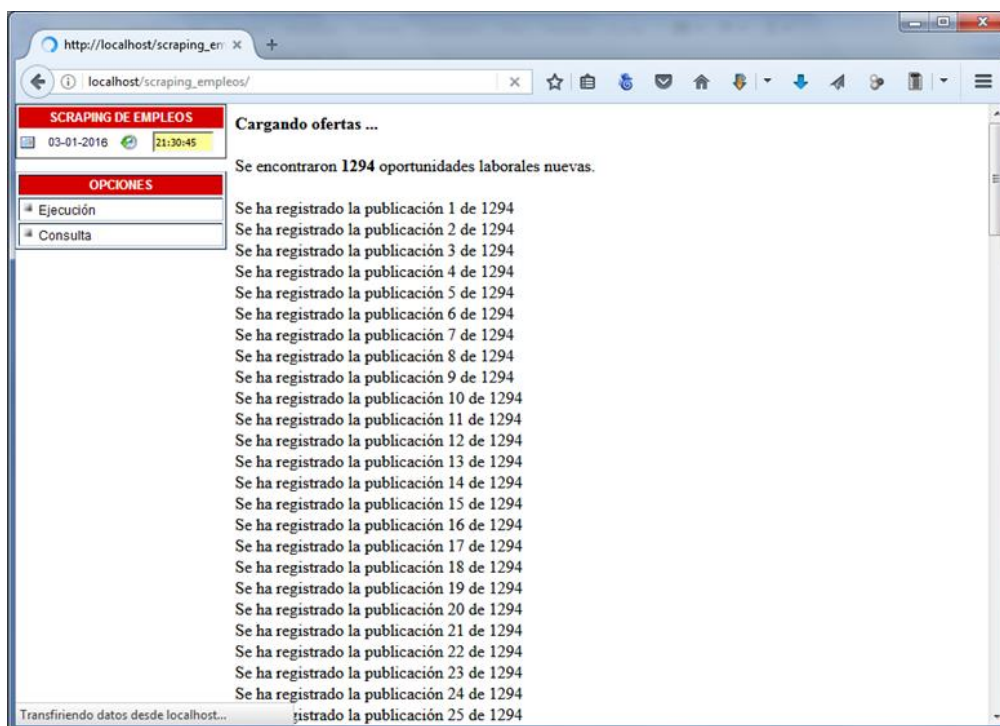 http://localhost/scraping_em
localhost/scraping_empleos/
SCRAPING DE EMPLEOS
03-01-2016 21:30:45
OPCIONES
Ejecución
Consulta
Cargando ofertas ...
Se encontraron 1294 oportunidades laborales nuevas.
Se ha registrado la publicación 1 de 1294
Se ha registrado la publicación 2 de 1294
Se ha registrado la publicación 3 de 1294
Se ha registrado la publicación 4 de 1294
Se ha registrado la publicación 5 de 1294
Se ha registrado la publicación 6 de 1294
Se ha registrado la publicación 7 de 1294
Se ha registrado la publicación 8 de 1294
Se ha registrado la publicación 9 de 1294
Se ha registrado la publicación 10 de 1294
Se ha registrado la publicación 11 de 1294
Se ha registrado la publicación 12 de 1294
Se ha registrado la publicación 13 de 1294
Se ha registrado la publicación 14 de 1294
Se ha registrado la publicación 15 de 1294
Se ha registrado la publicación 16 de 1294
Se ha registrado la publicación 17 de 1294
Se ha registrado la publicación 18 de 1294
Se ha registrado la publicación 19 de 1294
Se ha registrado la publicación 20 de 1294
Se ha registrado la publicación 21 de 1294
Se ha registrado la publicación 22 de 1294
Se ha registrado la publicación 23 de 1294
Se ha registrado la publicación 24 de 1294
gistrado la publicación 25 de 1294
Transfiriendo datos desde localhost...